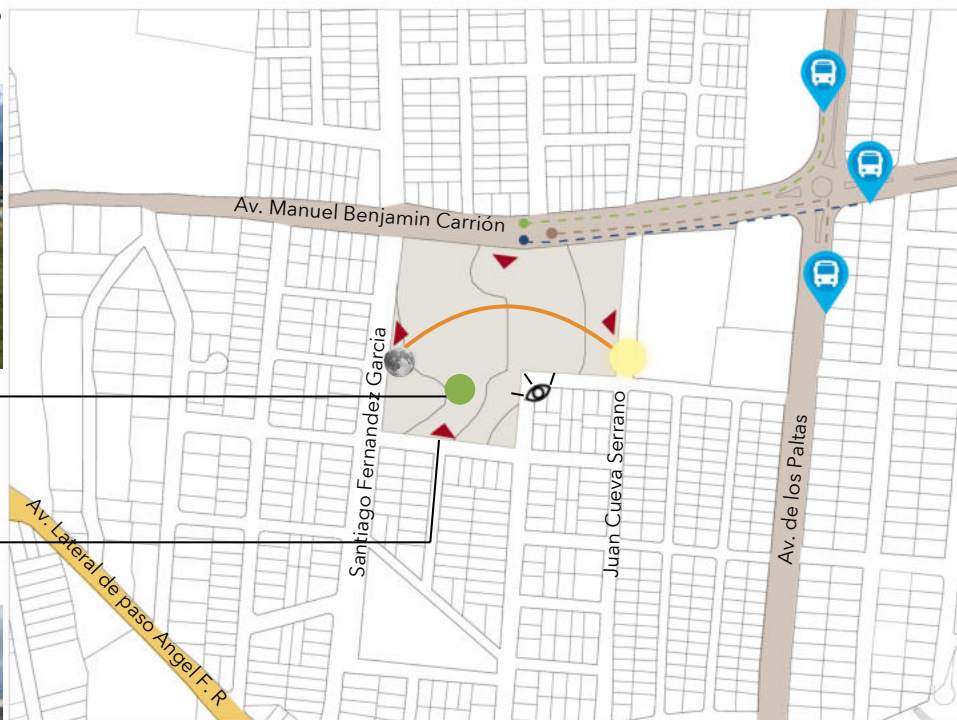 Av. Manuel Benjamin Carrión
Santiago Fernandez Garcia
Juan Cueva Serrano
Av. de los Paltas
Av. Lateral de paso Angel F. R